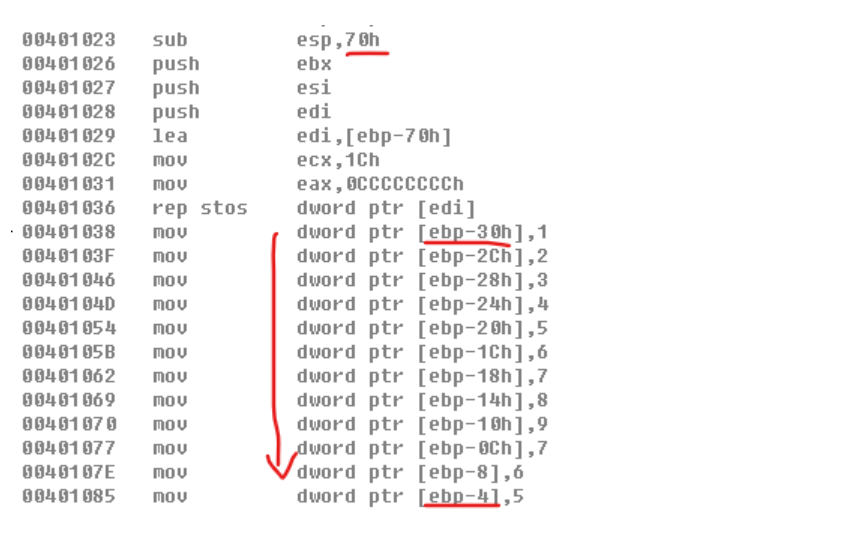 00401023 sub esp,70h
00401026 push ebx
00401027 push esi
00401028 push edi
00401029 lea edi,[ebp-70h]
0040102C mov ecx,1Ch
00401031 mov eax,0CCCCCCCCh
00401036 rep stos dword ptr [edi]
00401038 mov dword ptr [ebp-30h],1
0040103F mov dword ptr [ebp-2Ch],2
00401046 mov dword ptr [ebp-28h],3
0040104D mov dword ptr [ebp-24h],4
00401054 mov dword ptr [ebp-20h],5
0040105B mov dword ptr [ebp-1Ch],6
00401062 mov dword ptr [ebp-18h],7
00401069 mov dword ptr [ebp-14h],8
00401070 mov dword ptr [ebp-10h],9
00401077 mov dword ptr [ebp-0Ch],7
0040107E mov dword ptr [ebp-8],6
00401085 mov dword ptr [ebp-4],5